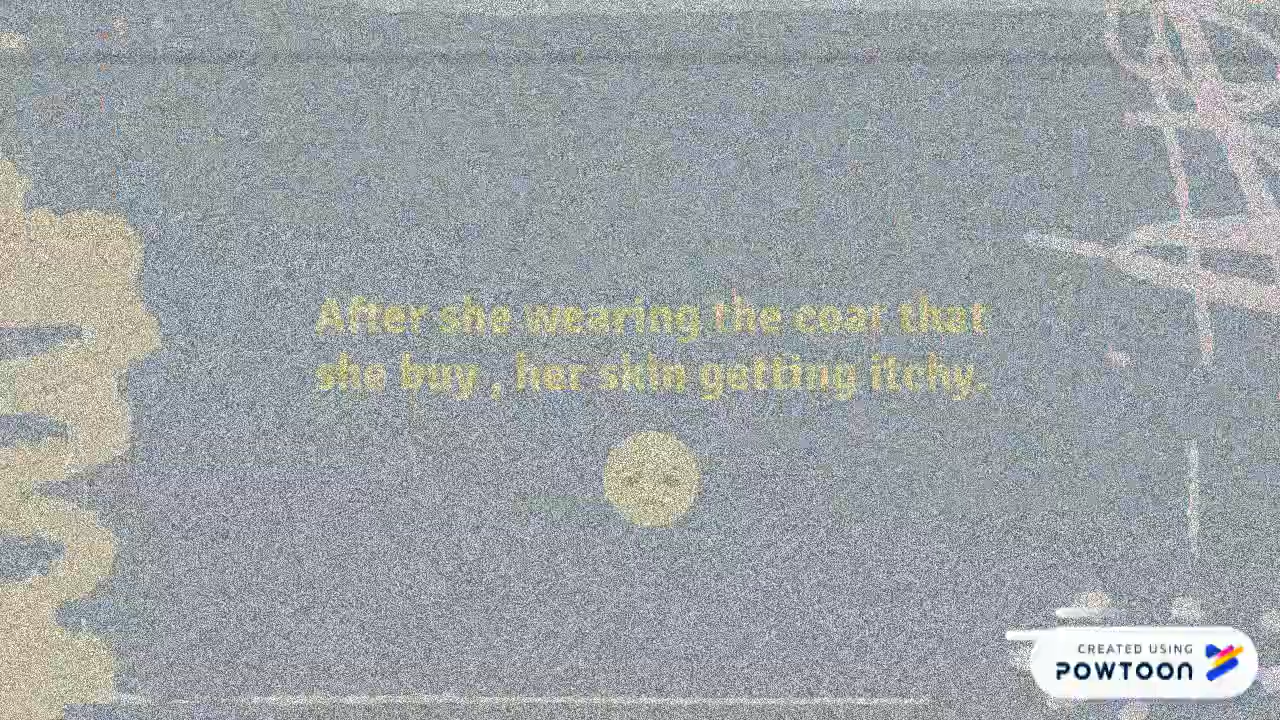 After she wearing the coat that
she buy , her skin getting itchy.
CREATED USING
POWTOON